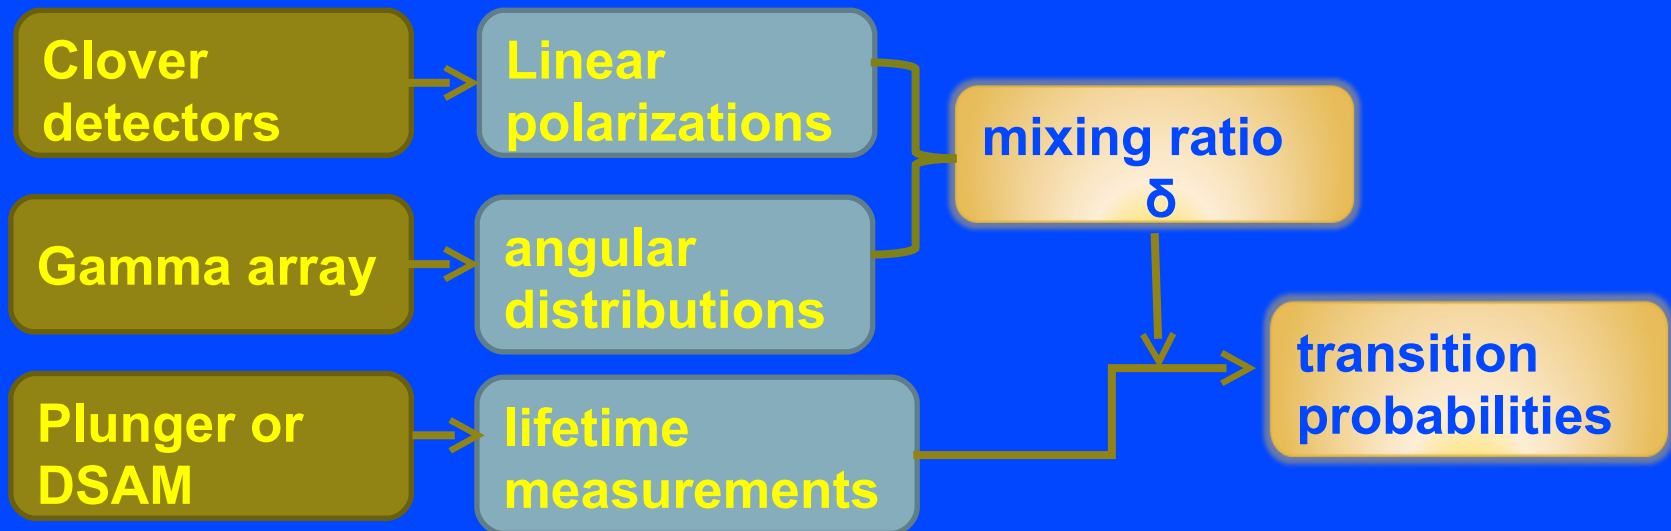 Clover
detectors
Linear
polarizations
mixing ratio
δ
Gamma array
angular
distributions
Plunger or
DSAM
lifetime
measurements
transition
probabilities